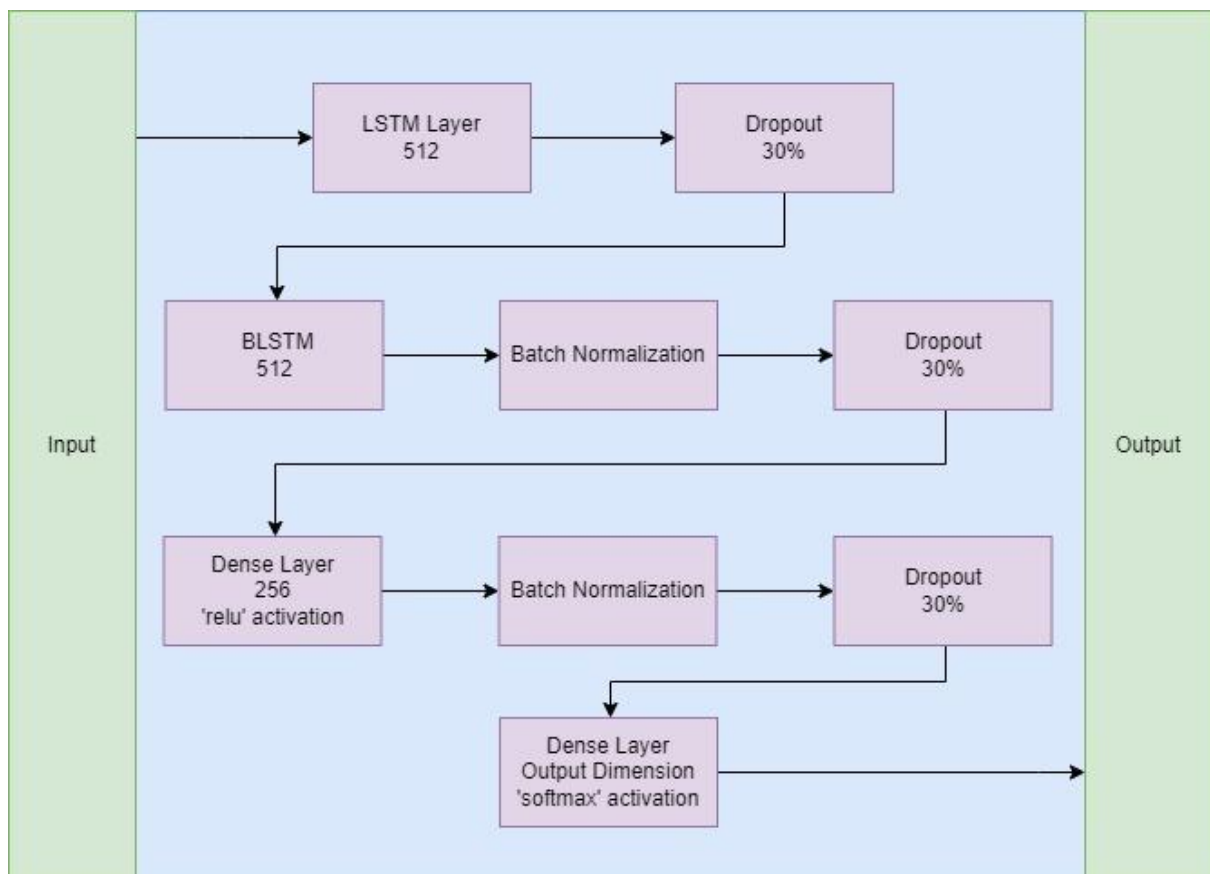 LSTM Layer
512
Dropout
30%
BLSTM
512
Batch Normalization
Dropout
30%
Input
Output
Dense Layer
256
'relu' activation
Batch Normalization
Dropout
30%
Dense Layer
Output Dimension
'softmax' activation